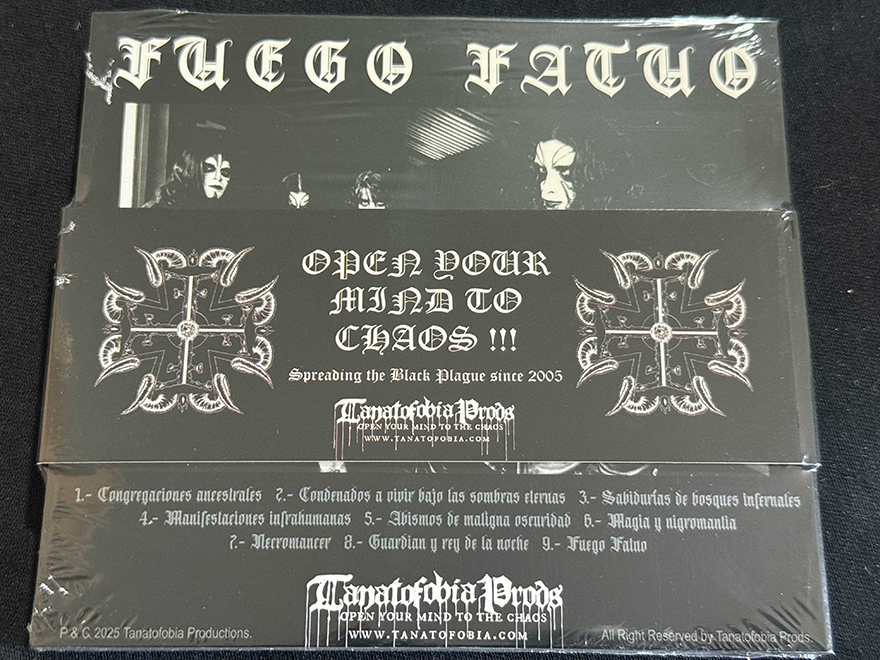 FUEGO FATUO
OPEN YOUR
MIND TO
CHAOS !!!
Spreading the Black Plague since 2005
Tanatofobia Prods
OPEN YOUR MIND TO THE CHAOS
WWW.TANATOFOBIA.COM
1.- Congregaciones ancestrales 2.- Condenados a vivir bajo las sombras eternas 3.- Sabidurías de bosques infernales
4.- Manifestaciones infrahumanas 5.- Abismos de maligna oscuridad 6.- Magia y nigromantia
7.- Necromancer 8.- Guardian y rey de la noche 9.- Fuego Fatuo
Tanatofobia Prods
OPEN YOUR MIND TO THE CHAOS
WWW.TANATOFOBIA.COM
P & C 2025 Tanatofobia Productions.
All Right Reserved by Tanatofobia Prods.